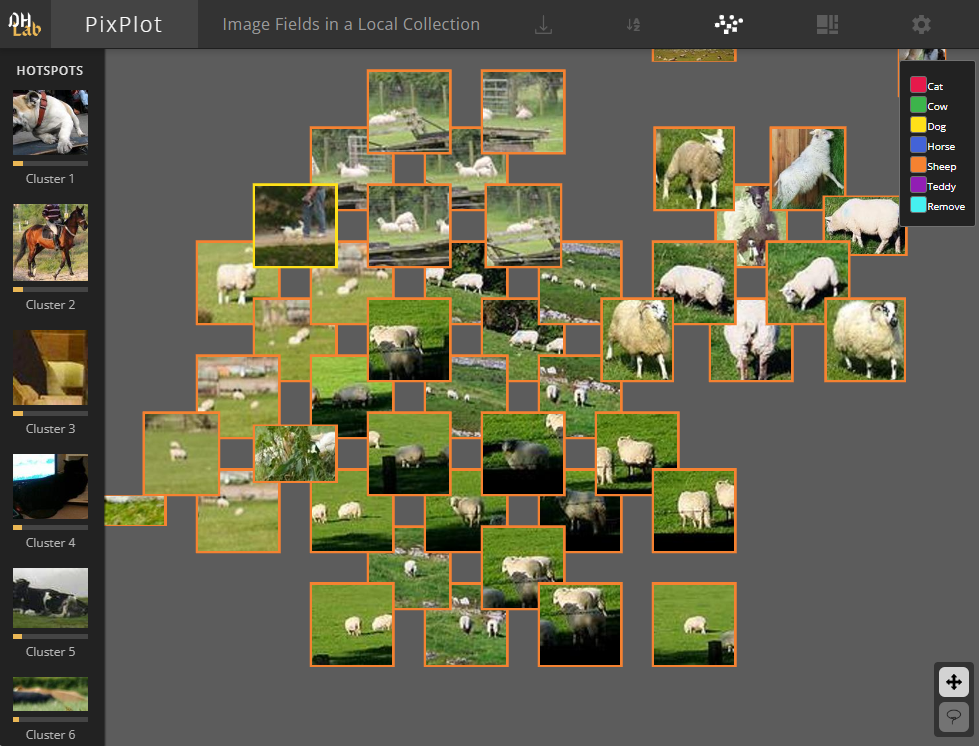 DH
Lab
PixPlot
Image Fields in a Local Collection
A
Z
HOTSPOTS
Cluster 1
Cluster 2
Cluster 3
Cluster 4
Cluster 5
Cluster 6
Cat
Cow
Dog
Horse
Sheep
Teddy
Remove